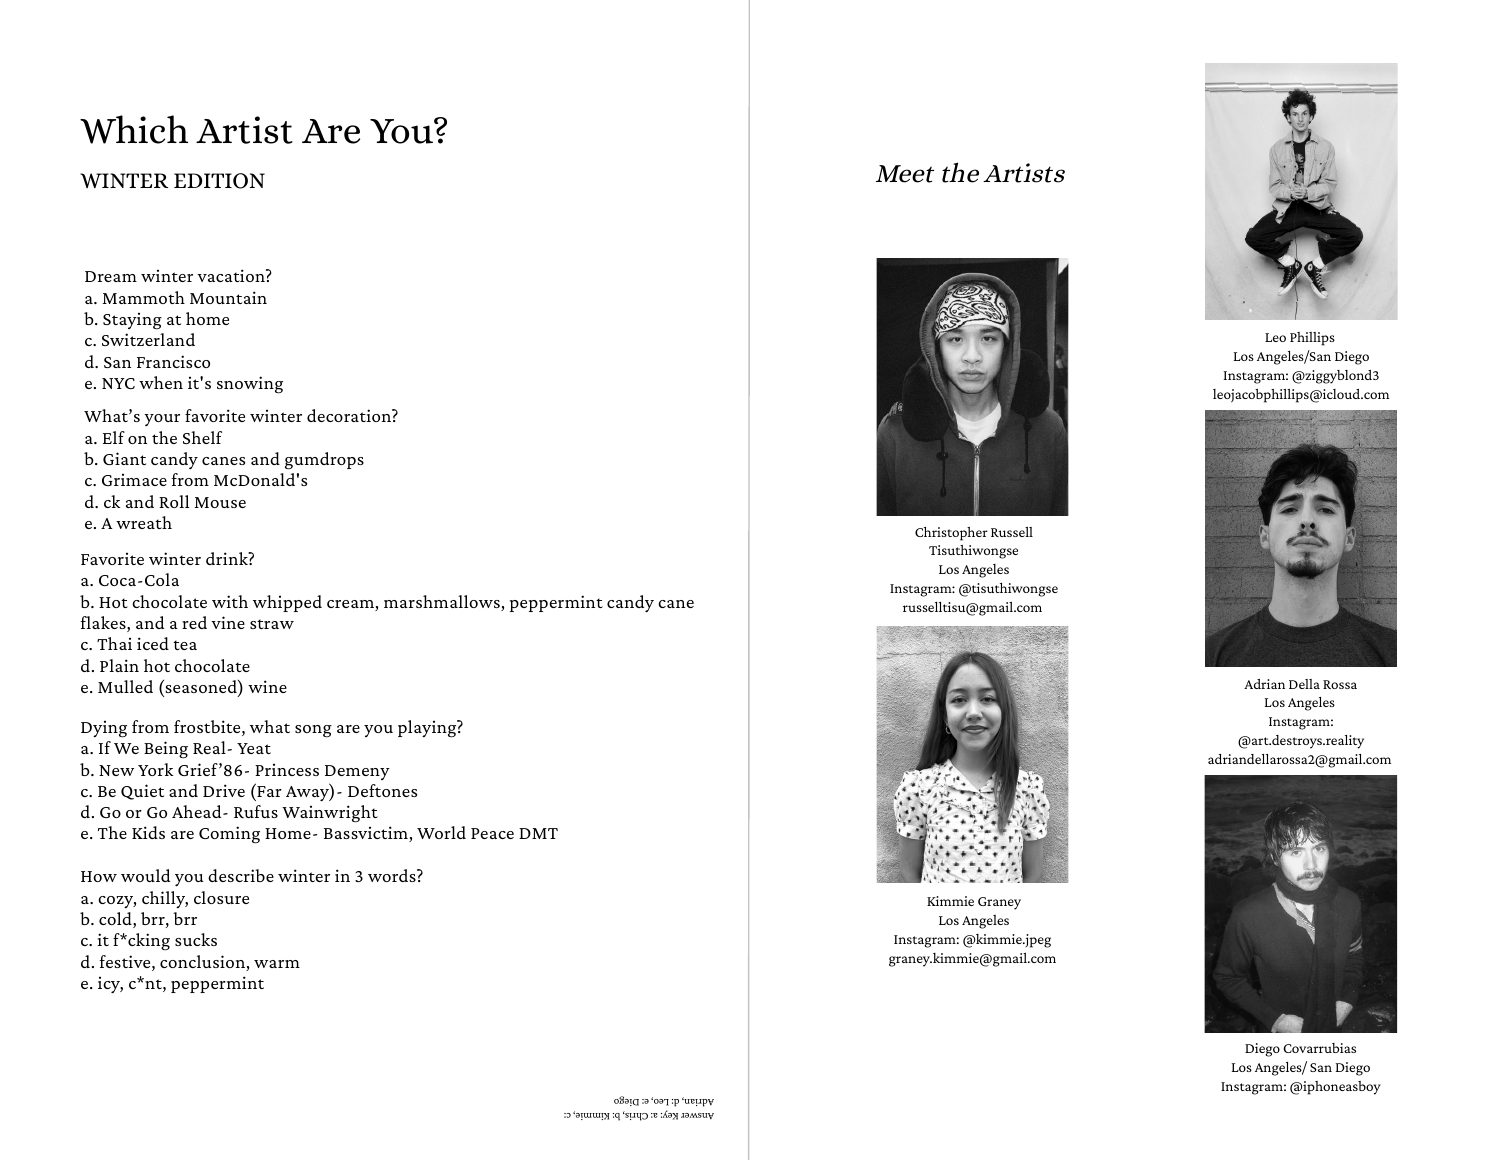 Which Artist Are You?
WINTER EDITION
Dream winter vacation?
a. Mammoth Mountain
b. Staying at home
c. Switzerland
d. San Francisco
e. NYC when it's snowing
What’s your favorite winter decoration?
a. Elf on the Shelf
b. Giant candy canes and gumdrops
c. Grimace from McDonald's
d. ck and Roll Mouse
e. A wreath
Favorite winter drink?
a. Coca-Cola
b. Hot chocolate with whipped cream, marshmallows, peppermint candy cane
flakes, and a red vine straw
c. Thai iced tea
d. Plain hot chocolate
e. Mulled (seasoned) wine
Dying from frostbite, what song are you playing?
a. If We Being Real- Yeat
b. New York Grief’86- Princess Demeny
c. Be Quiet and Drive (Far Away)- Deftones
d. Go or Go Ahead- Rufus Wainwright
e. The Kids are Coming Home- Bassvictim, World Peace DMT
How would you describe winter in 3 words?
a. cozy, chilly, closure
b. cold, brr, brr
c. it f*cking sucks
d. festive, conclusion, warm
e. icy, c*nt, peppermint
Answer Key: a: Chris, b: Kimmie, c:
Adrian, d: Leo, e: Diego
Meet the Artists
Christopher Russell
Tisuthiwongse
Los Angeles
Instagram: @tisuthiwongse
russelltisu@gmail.com
Kimmie Graney
Los Angeles
Instagram: @kimmie.jpeg
graney.kimmie@gmail.com
Leo Phillips
Los Angeles/San Diego
Instagram: @ziggyblond3
leojacobphillips@icloud.com
Adrian Della Rossa
Los Angeles
Instagram:
@art.destroys.reality
adriandellarossa2@gmail.com
Diego Covarrubias
Los Angeles/ San Diego
Instagram: @iphoneasboy